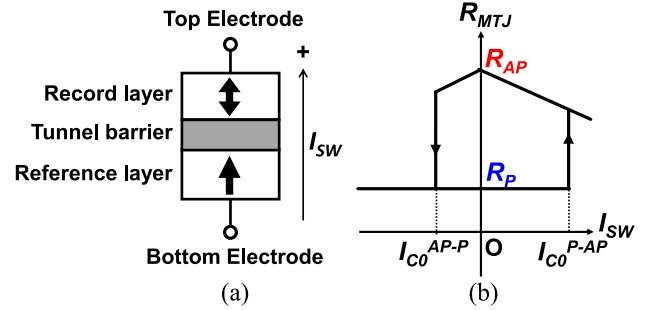 Top Electrode
+
Record layer
Tunnel barrier
Reference layer
I_SW
Bottom Electrode
(a)
R_MTJ
R_AP
R_P
I_SW
I_C0^AP-P
O
I_C0^P-AP
(b)